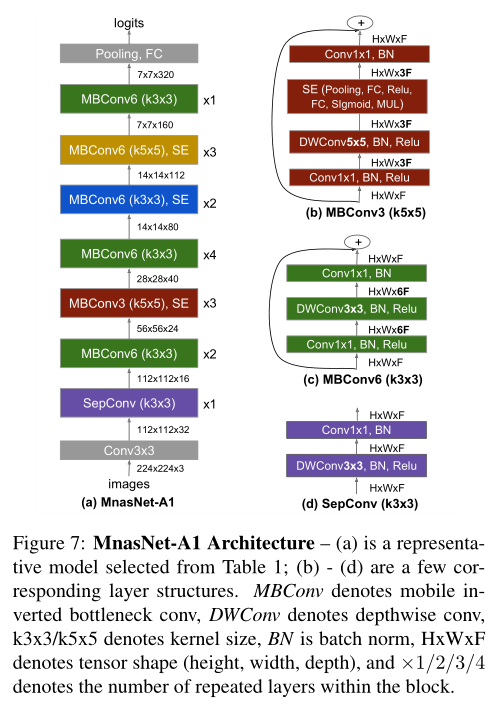 logits
Pooling, FC
7x7x320
MBConv6 (k3x3) x1
7x7x160
MBConv6 (k5x5), SE x3
14x14x112
MBConv6 (k3x3), SE x2
14x14x80
MBConv6 (k3x3) x4
28x28x40
MBConv3 (k5x5), SE x3
56x56x24
MBConv6 (k3x3) x2
112x112x16
SepConv (k3x3) x1
112x112x32
Conv3x3
224x224x3
images
(a) MnasNet-A1
+
HxWxF
Conv1x1, BN
HxWx3F
SE (Pooling, FC, Relu,
FC, SIgmoid, MUL)
HxWx3F
DWConv5x5, BN, Relu
HxWx3F
Conv1x1, BN, Relu
HxWxF
(b) MBConv3 (k5x5)
+
HxWxF
Conv1x1, BN
HxWx6F
DWConv3x3, BN, Relu
HxWx6F
Conv1x1, BN, Relu
HxWxF
(c) MBConv6 (k3x3)
HxWxF
Conv1x1, BN
HxWxF
DWConv3x3, BN, Relu
HxWxF
(d) SepConv (k3x3)
Figure 7: MnasNet-A1 Architecture – (a) is a representa-
tive model selected from Table 1; (b) - (d) are a few cor-
responding layer structures. MBConv denotes mobile in-
verted bottleneck conv, DWConv denotes depthwise conv,
k3x3/k5x5 denotes kernel size, BN is batch norm, HxWxF
denotes tensor shape (height, width, depth), and ×1/2/3/4
denotes the number of repeated layers within the block.